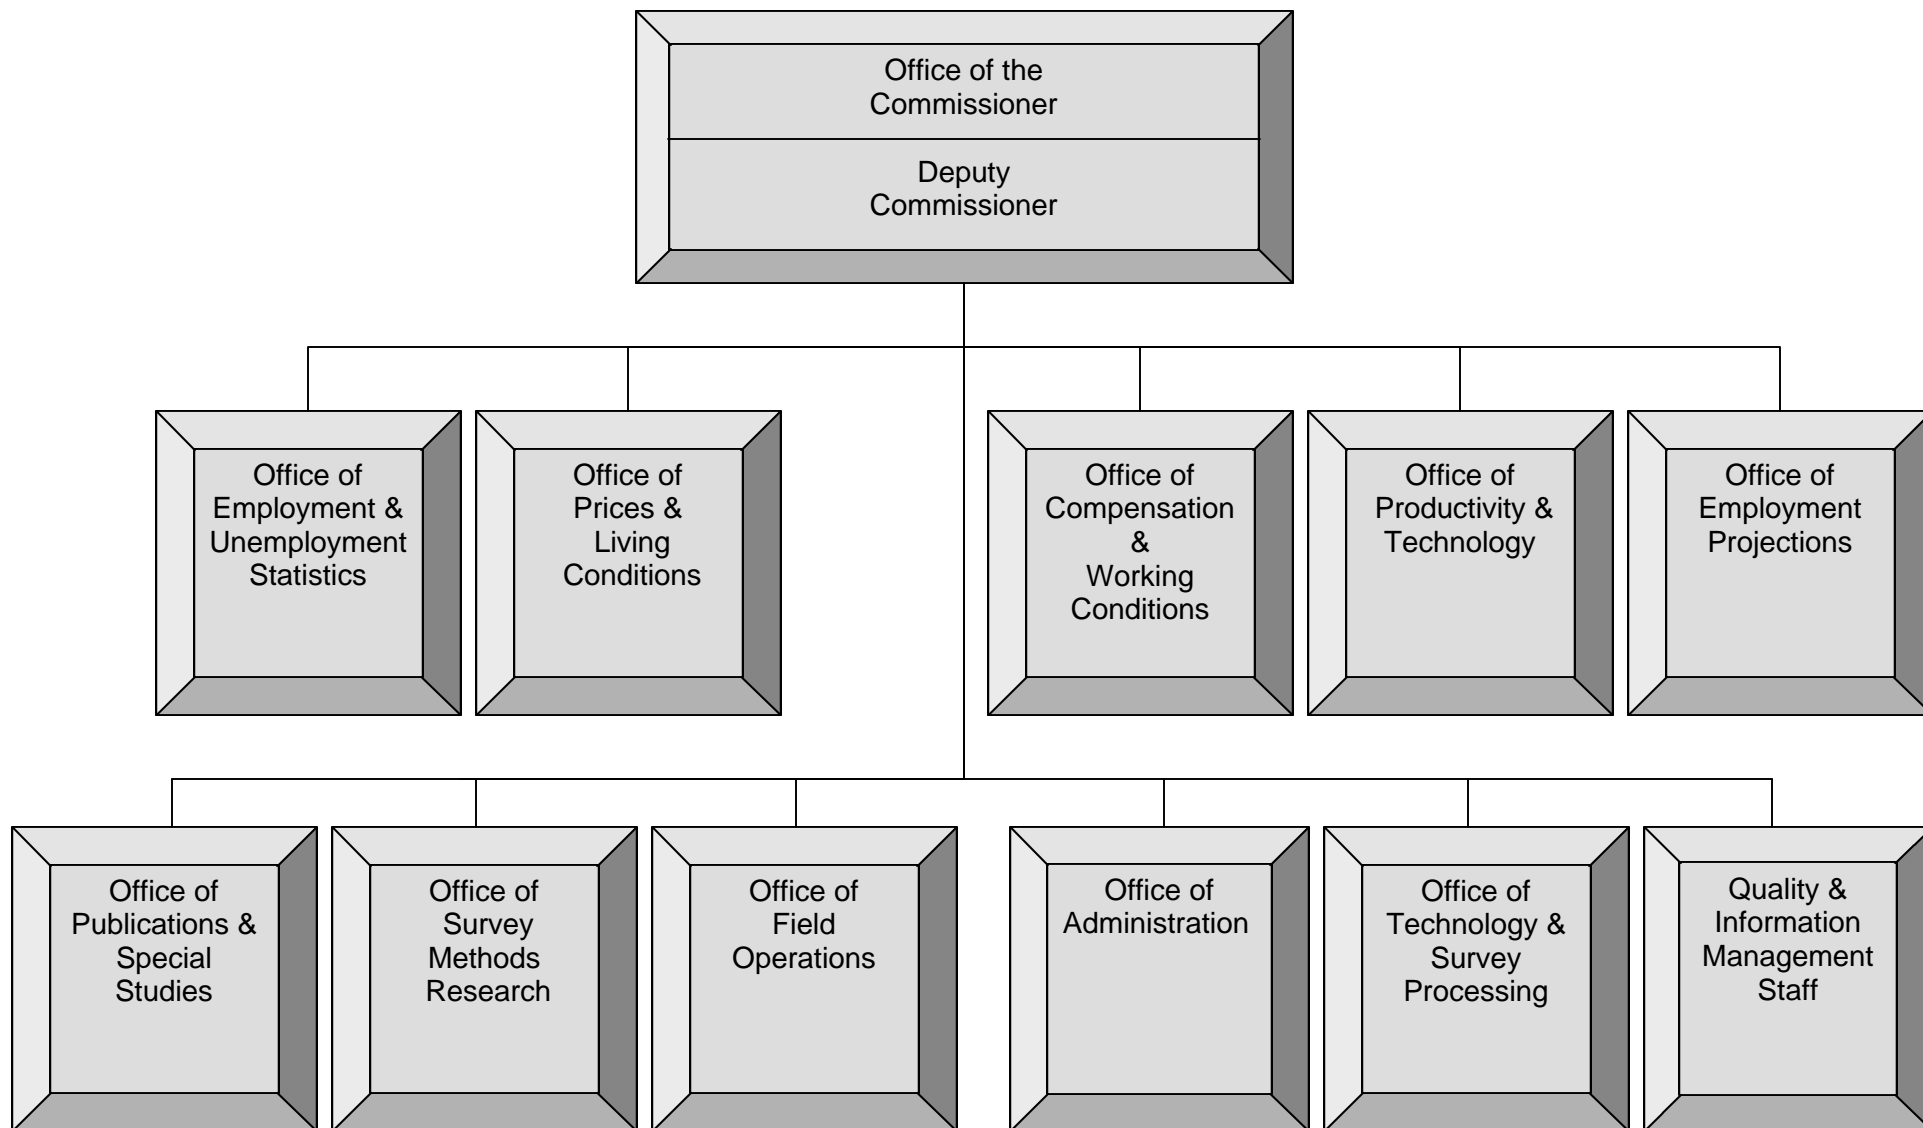 Office of the
Commissioner
Deputy
Commissioner
Office of
Employment &
Unemployment
Statistics
Office of
Prices &
Living
Conditions
Office of
Compensation
&
Working
Conditions
Office of
Productivity &
Technology
Office of
Employment
Projections
Office of
Publications &
Special
Studies
Office of
Survey
Methods
Research
Office of
Field
Operations
Office of
Administration
Office of
Technology &
Survey
Processing
Quality &
Information
Management
Staff